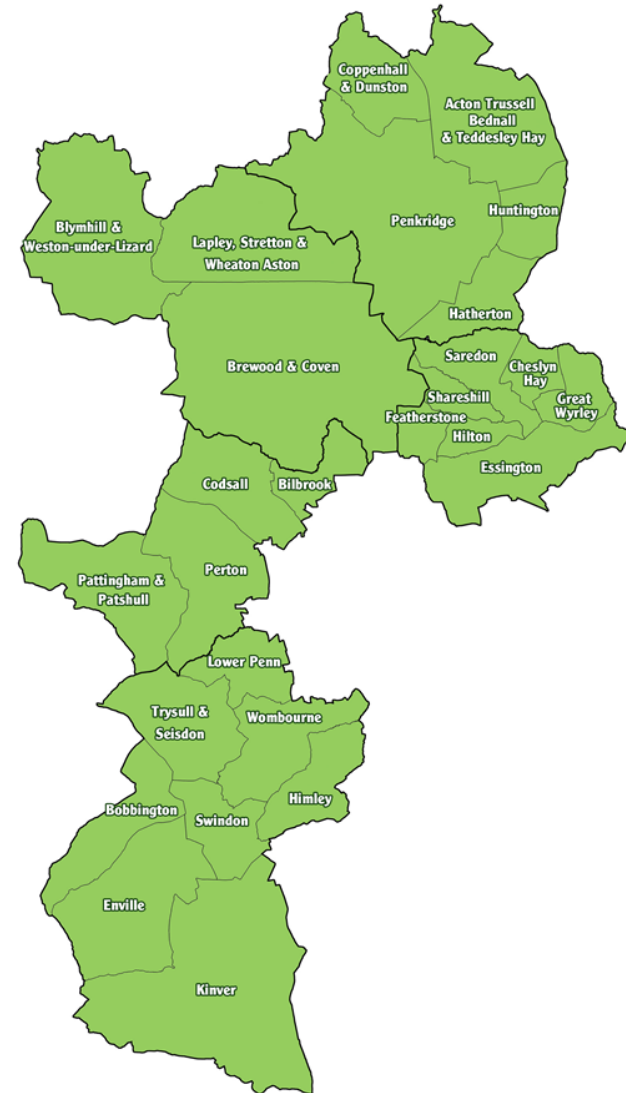 Coppenhall
& Dunston
Acton Trussell
Bednall
& Teddesley Hay
Penkridge
Huntington
Blymhill &
Weston-under-Lizard
Lapley, Stretton &
Wheaton Aston
Hatherton
Saredon
Cheslyn
Hay
Brewood & Coven
Shareshill
Great
Wyrley
Featherstone
Hilton
Essington
Codsall
Bilbrook
Perton
Pattingham &
Patshull
Lower Penn
Trysull &
Seisdon
Wombourne
Himley
Bobbington
Swindon
Enville
Kinver